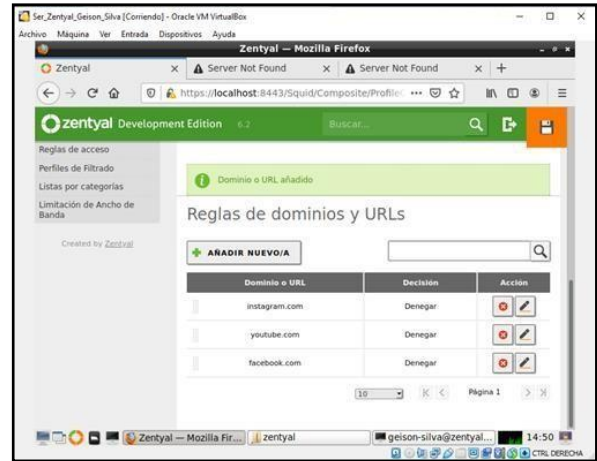 Ser_Zentyal_Geison_Silva [Corriendo] - Oracle VM VirtualBox
Archivo Máquina Ver Entrada Dispositivos Ayuda
Zentyal — Mozilla Firefox
Zentyal
Server Not Found
Server Not Found
https://localhost:8443/Squid/Composite/Profile
zentyal Development Edition 6.2
Buscar...
Reglas de acceso
Perfiles de Filtrado
Listas por categorías
Limitación de Ancho de
Banda
Created by Zentyal
Dominio o URL añadido
Reglas de dominios y URLs
AÑADIR NUEVO/A
Dominio o URL Decisión Acción
instagram.com Denegar
youtube.com Denegar
facebook.com Denegar
10 Página 1
Zentyal — Mozilla Fir... zentyal geison-silva@zentyal... 14:50
CTRL DERECHA